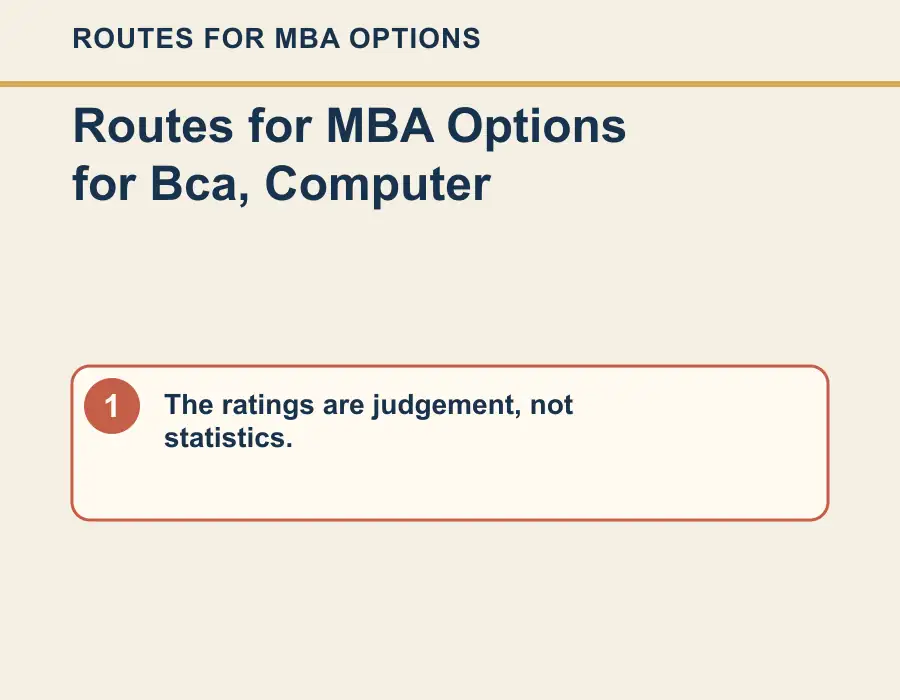 ROUTES FOR MBA OPTIONS
Routes for MBA Options
for Bca, Computer
1
The ratings are judgement, not
statistics.